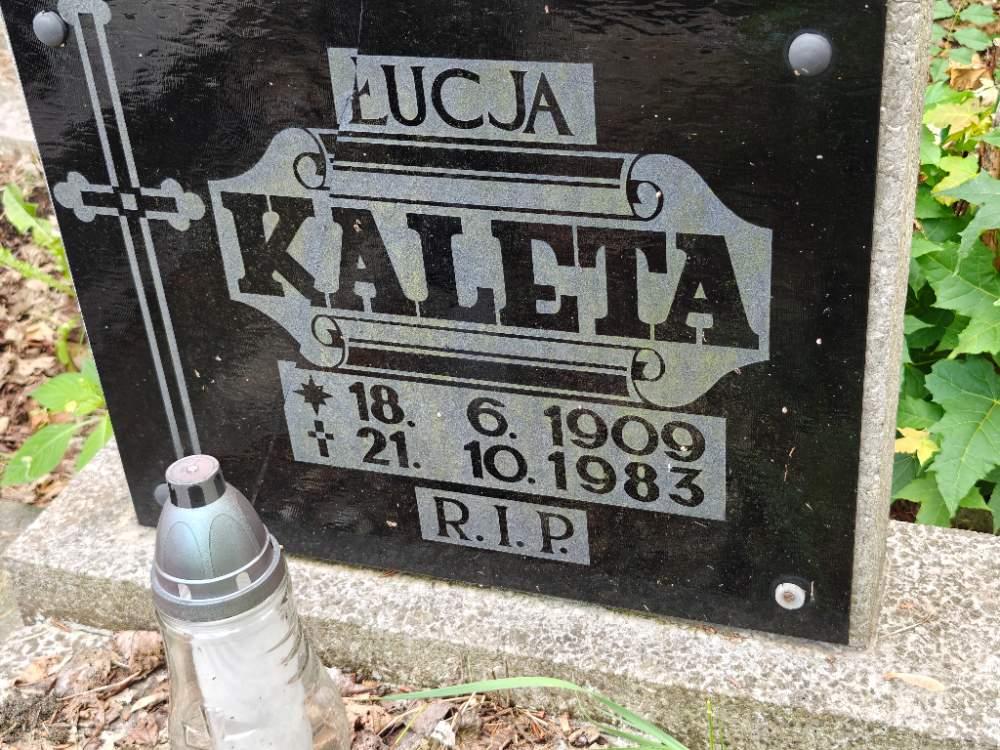 ŁUCJA
KALETA
18. 6. 1909
21. 10. 1983
R.I.P.